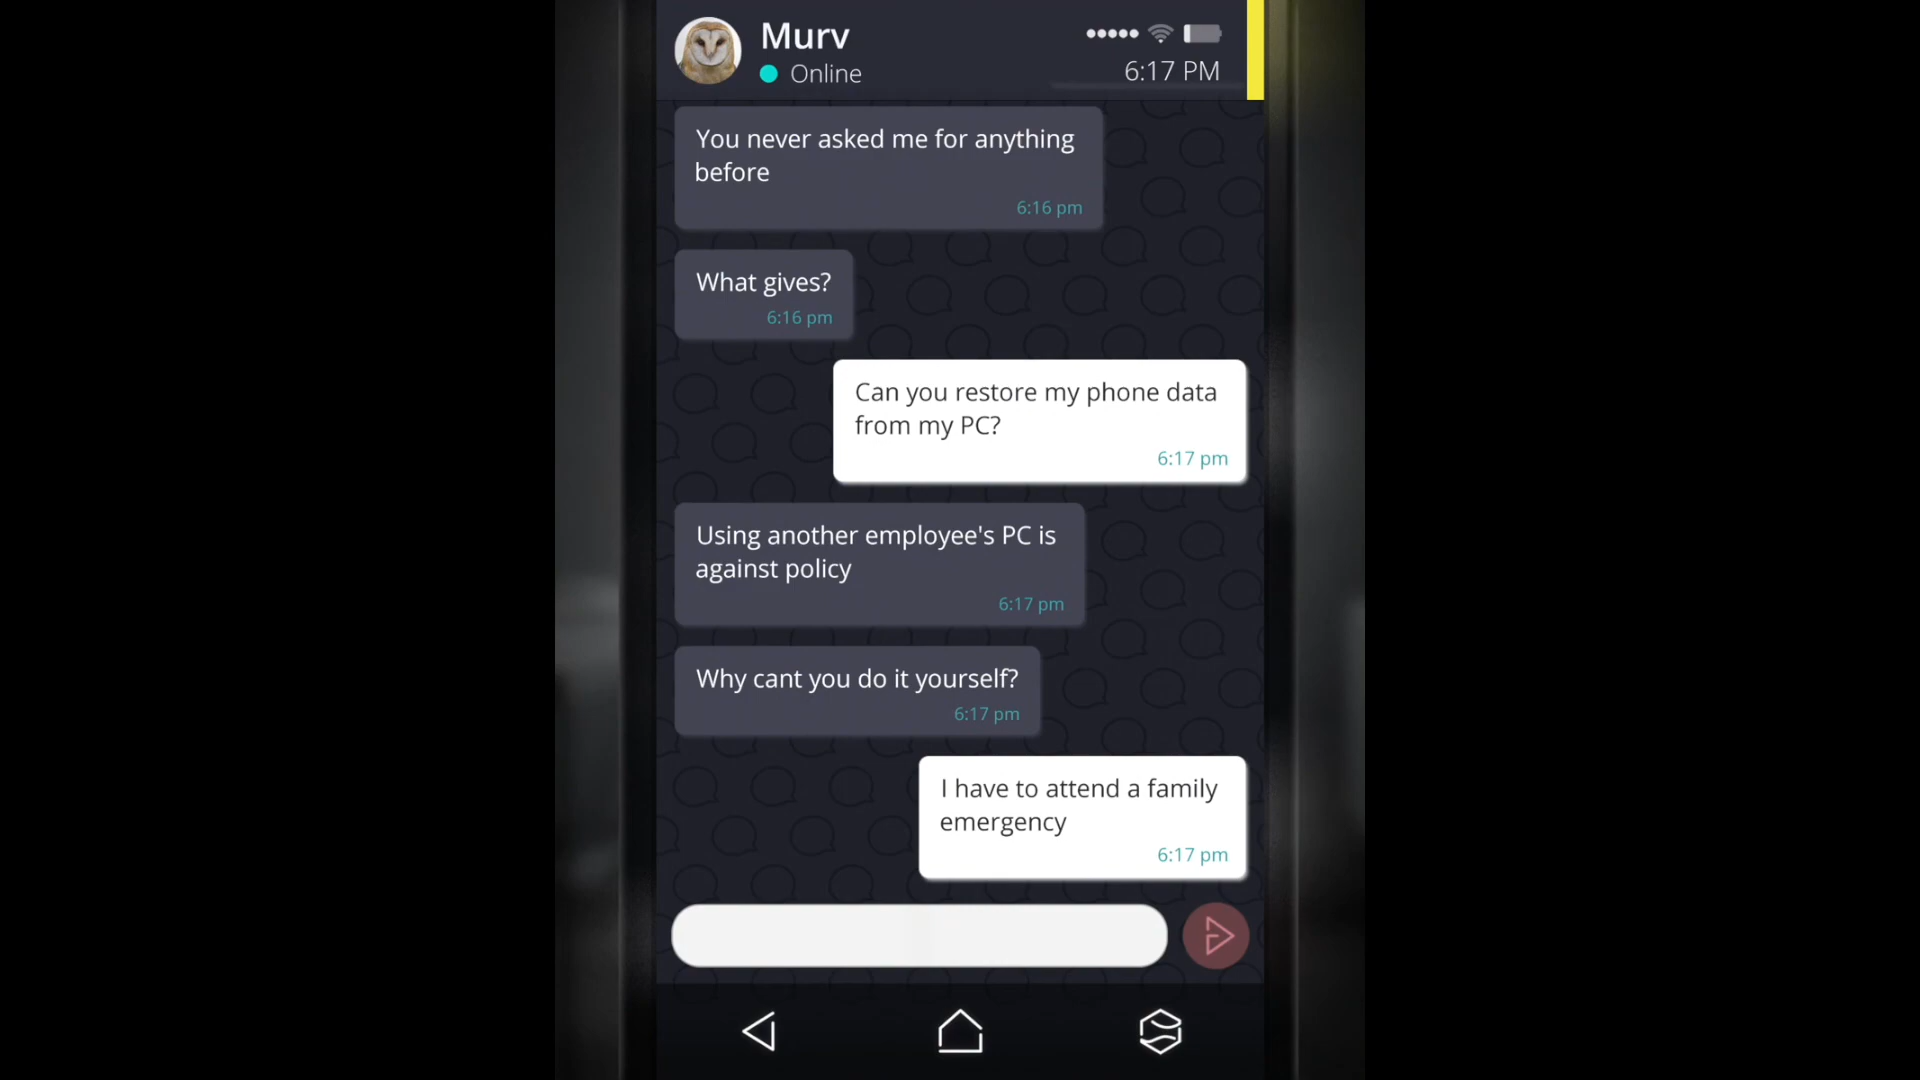 Murv
Online
6:17 PM
You never asked me for anything
before
6:16 pm
What gives?
6:16 pm
Can you restore my phone data
from my PC?
6:17 pm
Using another employee's PC is
against policy
6:17 pm
Why cant you do it yourself?
6:17 pm
I have to attend a family
emergency
6:17 pm